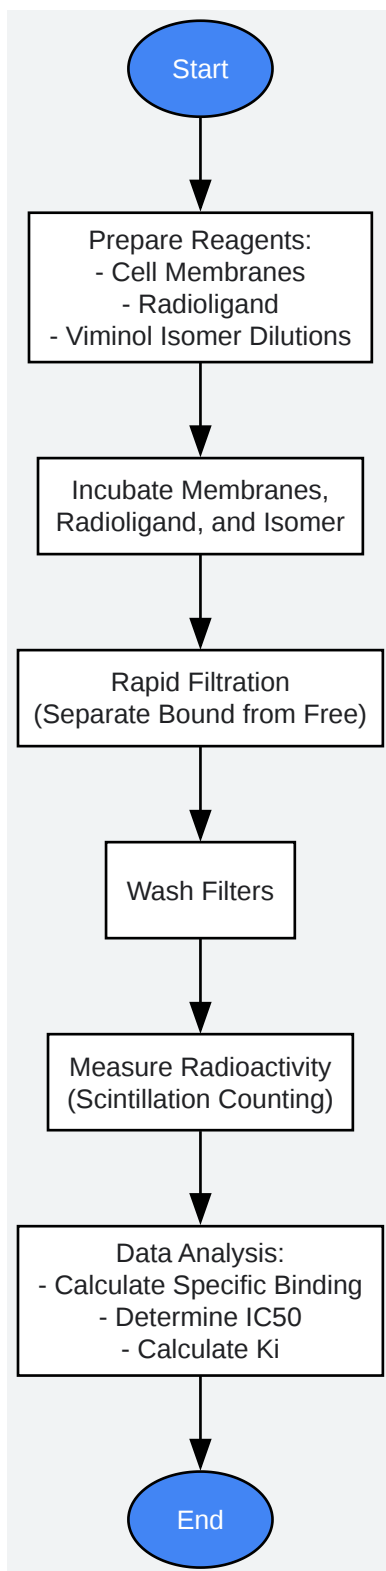 Start
Prepare Reagents:
- Cell Membranes
- Radioligand
- Viminol Isomer Dilutions
Incubate Membranes,
Radioligand, and Isomer
Rapid Filtration
(Separate Bound from Free)
Wash Filters
Measure Radioactivity
(Scintillation Counting)
Data Analysis:
- Calculate Specific Binding
- Determine IC50
- Calculate Ki
End